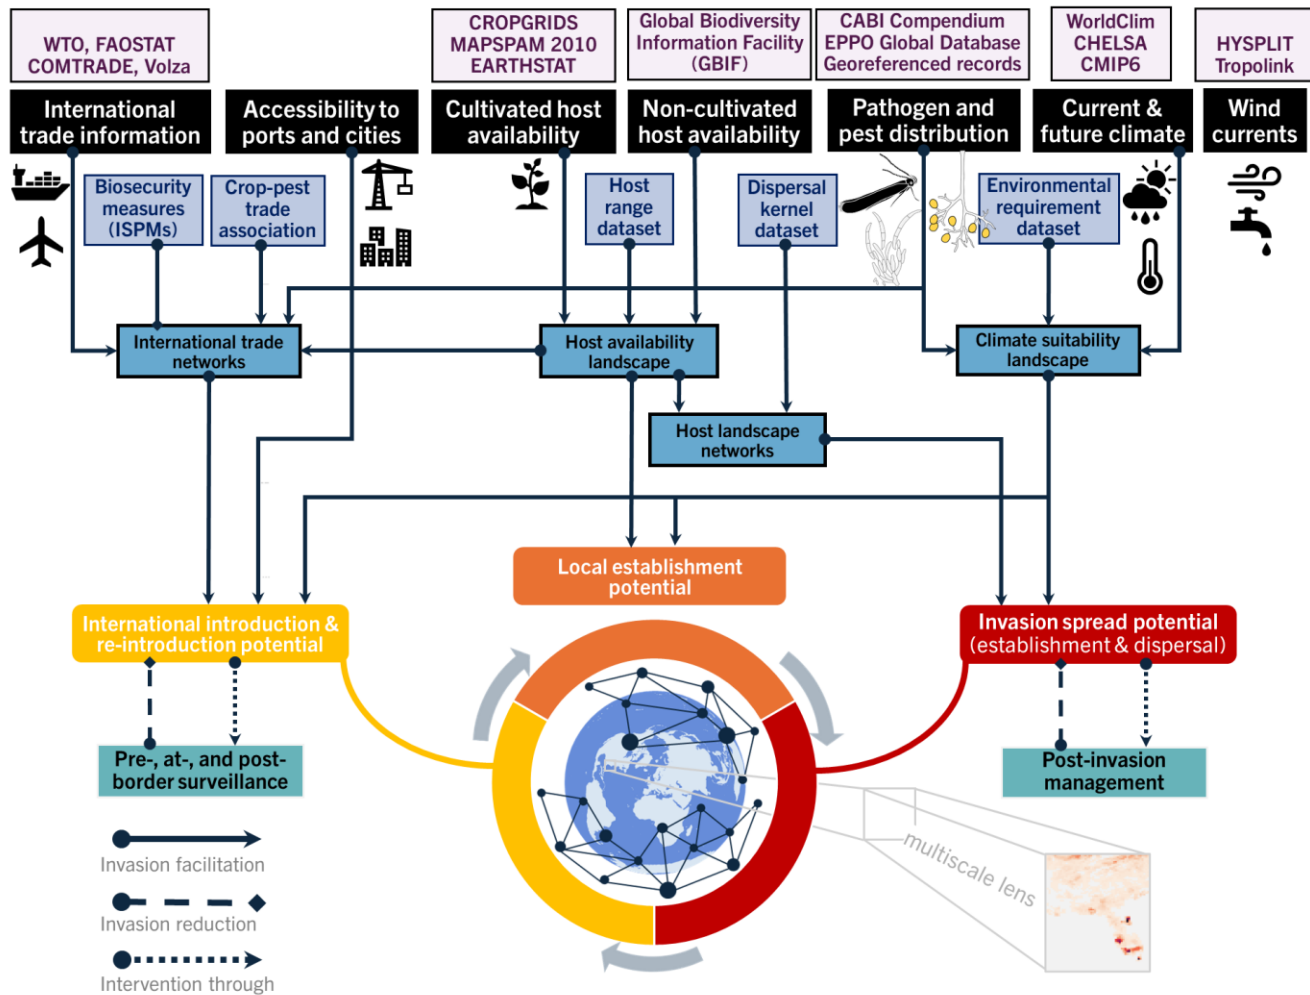 WTO, FAOSTAT
COMTRADE, Volza
CROPGRIDS
MAPSPAM 2010
EARTHSTAT
Global Biodiversity
Information Facility
(GBIF)
CABI Compendium
EPPO Global Database
Georeferenced records
WorldClim
CHELSA
CMIP6
HYSPLIT
Tropolink
International
trade information
Accessibility to
ports and cities
Cultivated host
availability
Non-cultivated
host availability
Pathogen and
pest distribution
Current &
future climate
Wind
currents
Biosecurity
measures
(ISPMs)
Crop-pest
trade
association
Host
range
dataset
Dispersal
kernel
dataset
Environmental
requirement
dataset
International trade
networks
Host availability
landscape
Climate suitability
landscape
Host landscape
networks
Local establishment
potential
International introduction &
re-introduction potential
Invasion spread potential
(establishment & dispersal)
Pre-, at-, and post-
border surveillance
Post-invasion
management
multiscale lens
Invasion facilitation
Invasion reduction
Intervention through